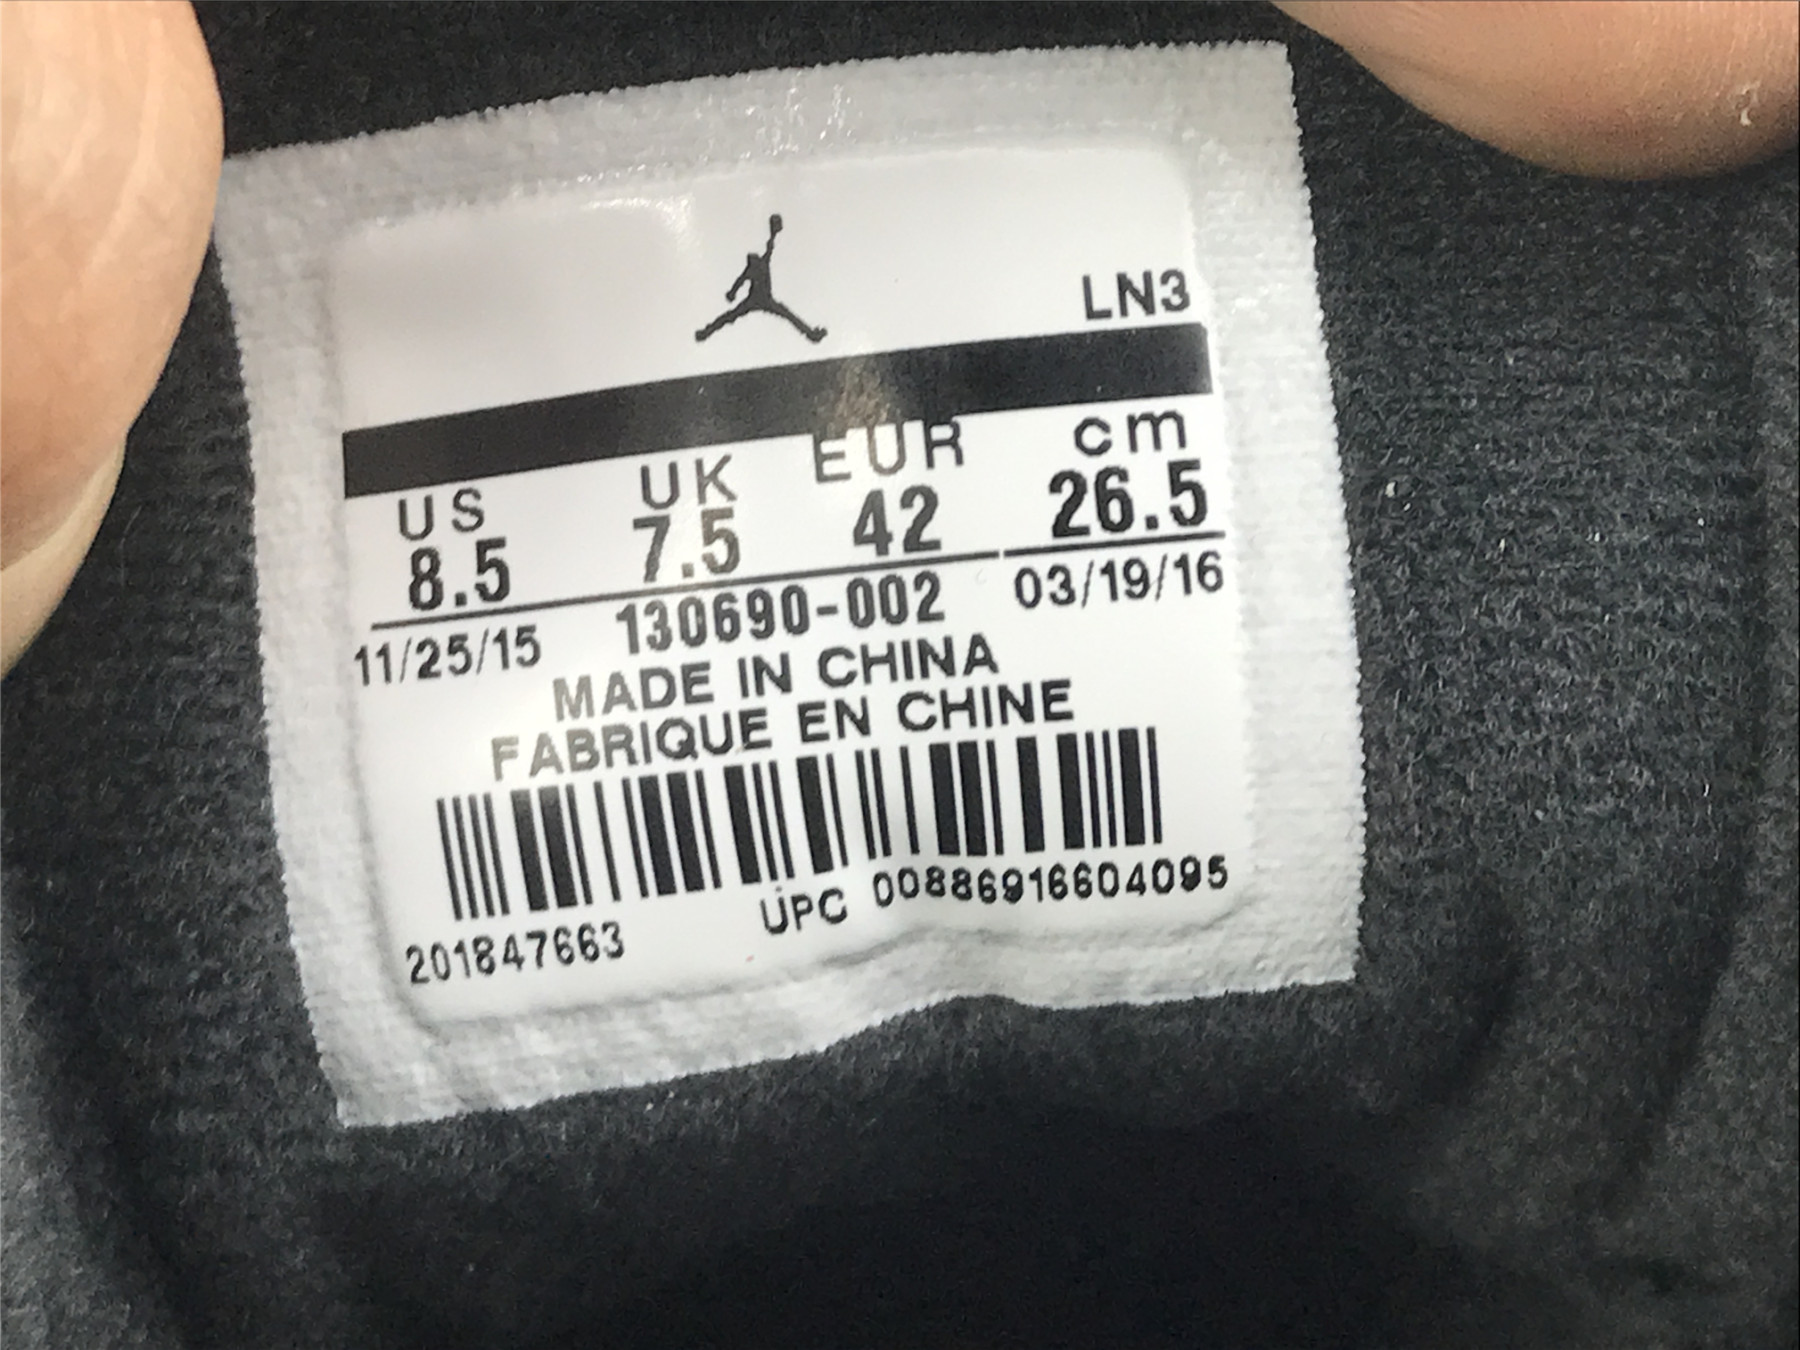 LN3
US UK EUR cm
8.5 7.5 42 26.5
11/25/15 130690-002 03/19/16
MADE IN CHINA
FABRIQUE EN CHINE
201847663 UPC 00886916604095